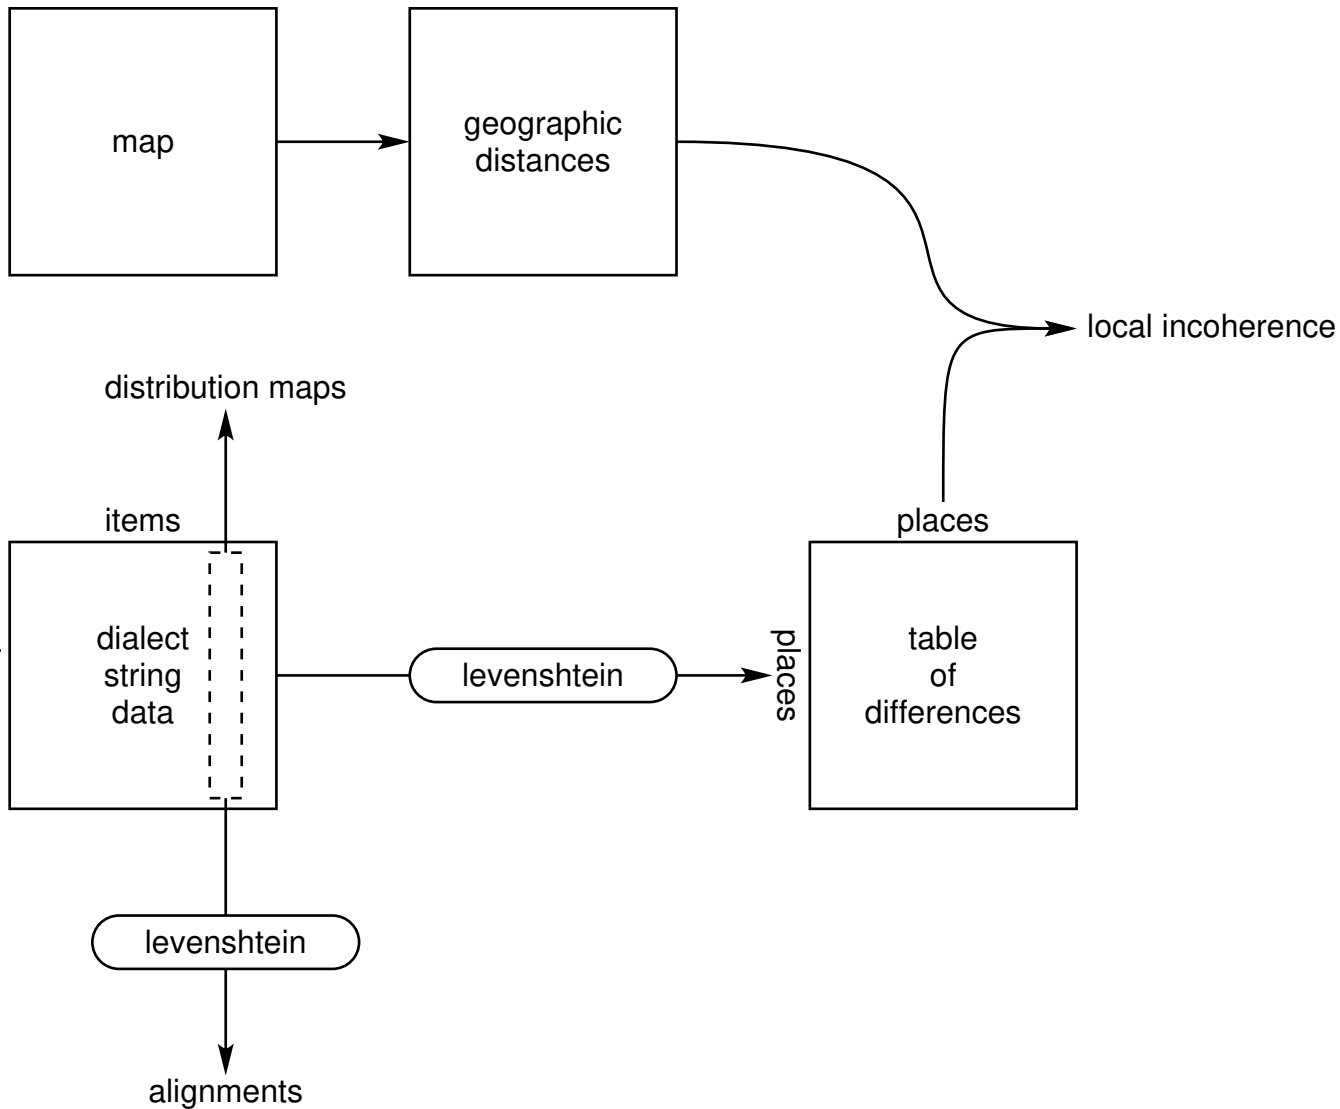 map
geographic
distances
local incoherence
distribution maps
items
places
dialect
string
data
levenshtein
places
table
of
differences
levenshtein
alignments